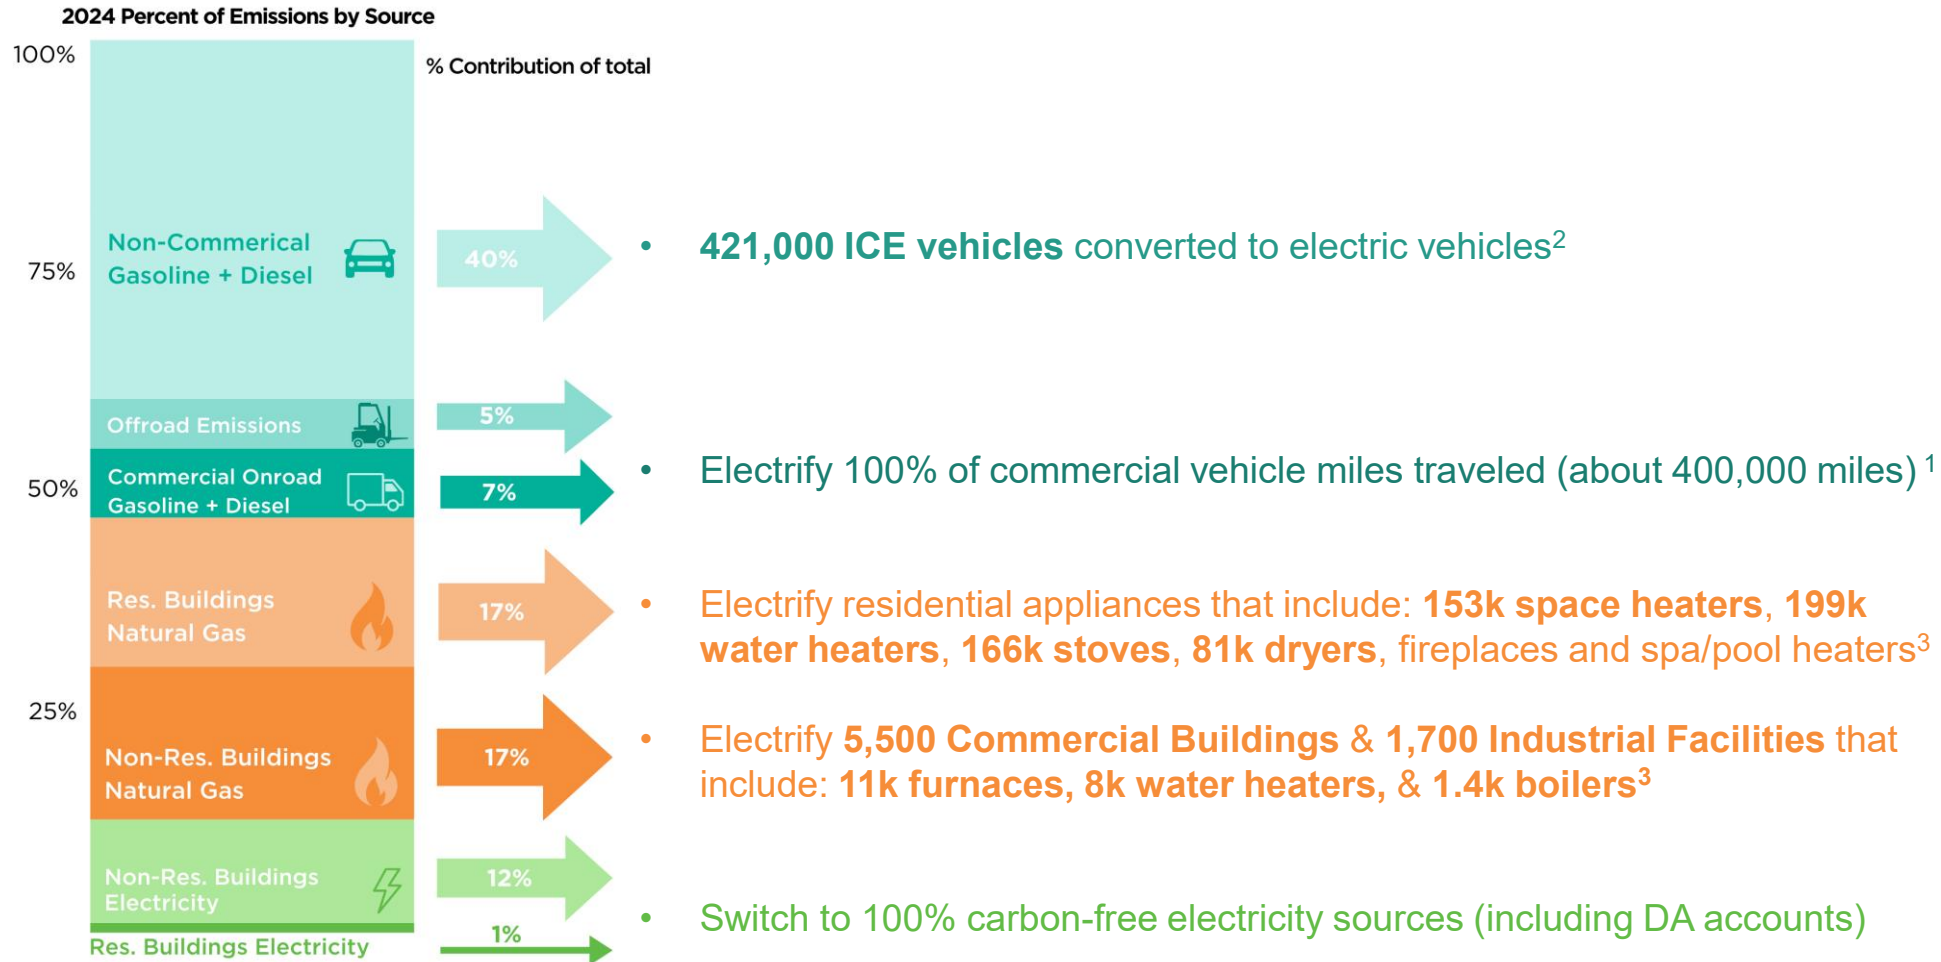 2024 Percent of Emissions by Source
% Contribution of total
100%
75%
50%
25%
Non-Commerical
Gasoline + Diesel
40%
• 421,000 ICE vehicles converted to electric vehicles²
Offroad Emissions
5%
Commercial Onroad
Gasoline + Diesel
7%
• Electrify 100% of commercial vehicle miles traveled (about 400,000 miles) ¹
Res. Buildings
Natural Gas
17%
• Electrify residential appliances that include: 153k space heaters, 199k
water heaters, 166k stoves, 81k dryers, fireplaces and spa/pool heaters³
Non-Res. Buildings
Natural Gas
17%
• Electrify 5,500 Commercial Buildings & 1,700 Industrial Facilities that
include: 11k furnaces, 8k water heaters, & 1.4k boilers³
Non-Res. Buildings
Electricity
12%
Res. Buildings Electricity
1%
• Switch to 100% carbon-free electricity sources (including DA accounts)